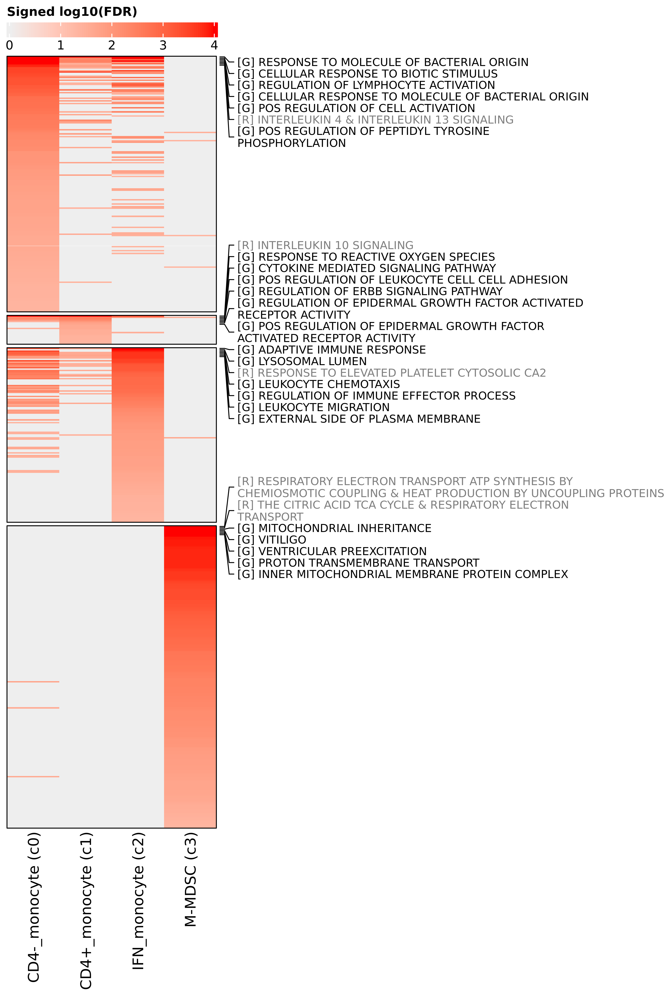 Signed log10(FDR)
0 1 2 3 4
[G] RESPONSE TO MOLECULE OF BACTERIAL ORIGIN
[G] CELLULAR RESPONSE TO BIOTIC STIMULUS
[G] REGULATION OF LYMPHOCYTE ACTIVATION
[G] CELLULAR RESPONSE TO MOLECULE OF BACTERIAL ORIGIN
[G] POS REGULATION OF CELL ACTIVATION
[R] INTERLEUKIN 4 & INTERLEUKIN 13 SIGNALING
[G] POS REGULATION OF PEPTIDYL TYROSINE
PHOSPHORYLATION
[R] INTERLEUKIN 10 SIGNALING
[G] RESPONSE TO REACTIVE OXYGEN SPECIES
[G] CYTOKINE MEDIATED SIGNALING PATHWAY
[G] POS REGULATION OF LEUKOCYTE CELL CELL ADHESION
[G] REGULATION OF ERBB SIGNALING PATHWAY
[G] REGULATION OF EPIDERMAL GROWTH FACTOR ACTIVATED
RECEPTOR ACTIVITY
[G] POS REGULATION OF EPIDERMAL GROWTH FACTOR
ACTIVATED RECEPTOR ACTIVITY
[G] ADAPTIVE IMMUNE RESPONSE
[G] LYSOSOMAL LUMEN
[R] RESPONSE TO ELEVATED PLATELET CYTOSOLIC CA2
[G] LEUKOCYTE CHEMOTAXIS
[G] REGULATION OF IMMUNE EFFECTOR PROCESS
[G] LEUKOCYTE MIGRATION
[G] EXTERNAL SIDE OF PLASMA MEMBRANE
[R] RESPIRATORY ELECTRON TRANSPORT ATP SYNTHESIS BY
CHEMIOSMOTIC COUPLING & HEAT PRODUCTION BY UNCOUPLING PROTEINS
[R] THE CITRIC ACID TCA CYCLE & RESPIRATORY ELECTRON
TRANSPORT
[G] MITOCHONDRIAL INHERITANCE
[G] VITILIGO
[G] VENTRICULAR PREEXCITATION
[G] PROTON TRANSMEMBRANE TRANSPORT
[G] INNER MITOCHONDRIAL MEMBRANE PROTEIN COMPLEX
CD4-_monocyte (c0)
CD4+_monocyte (c1)
IFN_monocyte (c2)
M-MDSC (c3)